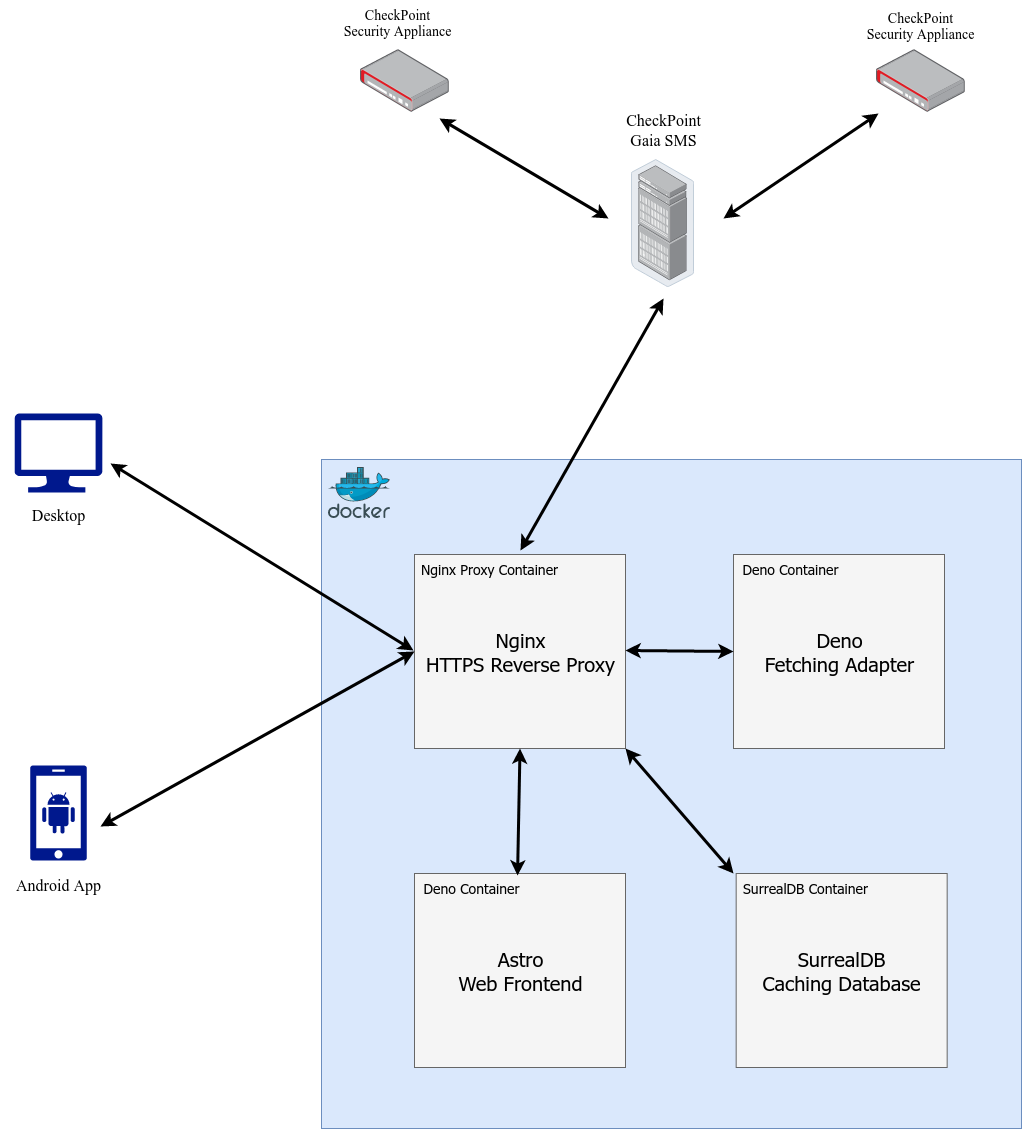 CheckPoint
Security Appliance
CheckPoint
Security Appliance
CheckPoint
Gaia SMS
Desktop
docker
Nginx Proxy Container
Nginx
HTTPS Reverse Proxy
Deno Container
Deno
Fetching Adapter
Android App
Deno Container
Astro
Web Frontend
SurrealDB Container
SurrealDB
Caching Database